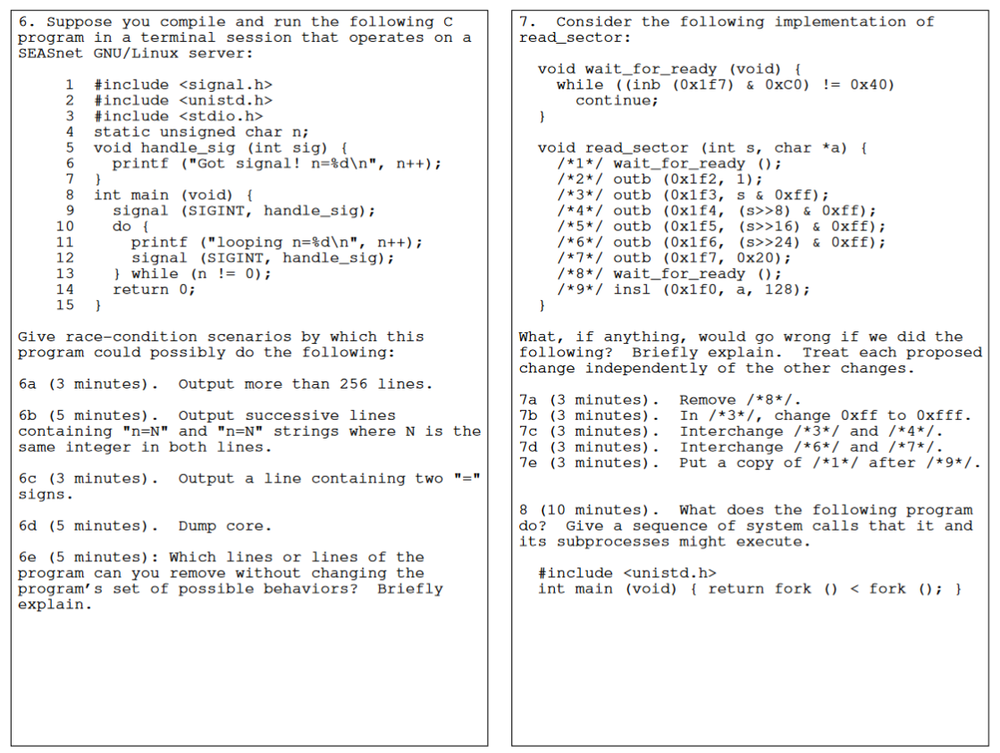 6. Suppose you compile and run the following C
program in a terminal session that operates on a
SEASnet GNU/Linux server:
1 #include <signal.h>
2 #include <unistd.h>
3 #include <stdio.h>
4 static unsigned char n;
5 void handle_sig (int sig) {
6 printf ("Got signal! n=%d\n", n++);
7 }
8 int main (void) {
9 signal (SIGINT, handle_sig);
10 do {
11 printf ("looping n=%d\n", n++);
12 signal (SIGINT, handle_sig);
13 } while (n != 0);
14 return 0;
15 }
Give race-condition scenarios by which this
program could possibly do the following:
6a (3 minutes). Output more than 256 lines.
6b (5 minutes). Output successive lines
containing "n=N" and "n=N" strings where N is the
same integer in both lines.
6c (3 minutes). Output a line containing two "="
signs.
6d (5 minutes). Dump core.
6e (5 minutes): Which lines or lines of the
program can you remove without changing the
program's set of possible behaviors? Briefly
explain.
7. Consider the following implementation of
read_sector:
void wait_for_ready (void) {
while ((inb (0x1f7) & 0xC0) != 0x40)
continue;
}
void read_sector (int s, char *a) {
/*1*/ wait_for_ready ();
/*2*/ outb (0x1f2, 1);
/*3*/ outb (0x1f3, s & 0xff);
/*4*/ outb (0x1f4, (s>>8) & 0xff);
/*5*/ outb (0x1f5, (s>>16) & 0xff);
/*6*/ outb (0x1f6, (s>>24) & 0xff);
/*7*/ outb (0x1f7, 0x20);
/*8*/ wait_for_ready ();
/*9*/ insl (0x1f0, a, 128);
}
What, if anything, would go wrong if we did the
following? Briefly explain. Treat each proposed
change independently of the other changes.
7a (3 minutes). Remove /*8*/.
7b (3 minutes). In /*3*/, change 0xff to 0xfff.
7c (3 minutes). Interchange /*3*/ and /*4*/.
7d (3 minutes). Interchange /*6*/ and /*7*/.
7e (3 minutes). Put a copy of /*1*/ after /*9*/.
8 (10 minutes). What does the following program
do? Give a sequence of system calls that it and
its subprocesses might execute.
#include <unistd.h>
int main (void) { return fork () < fork (); }